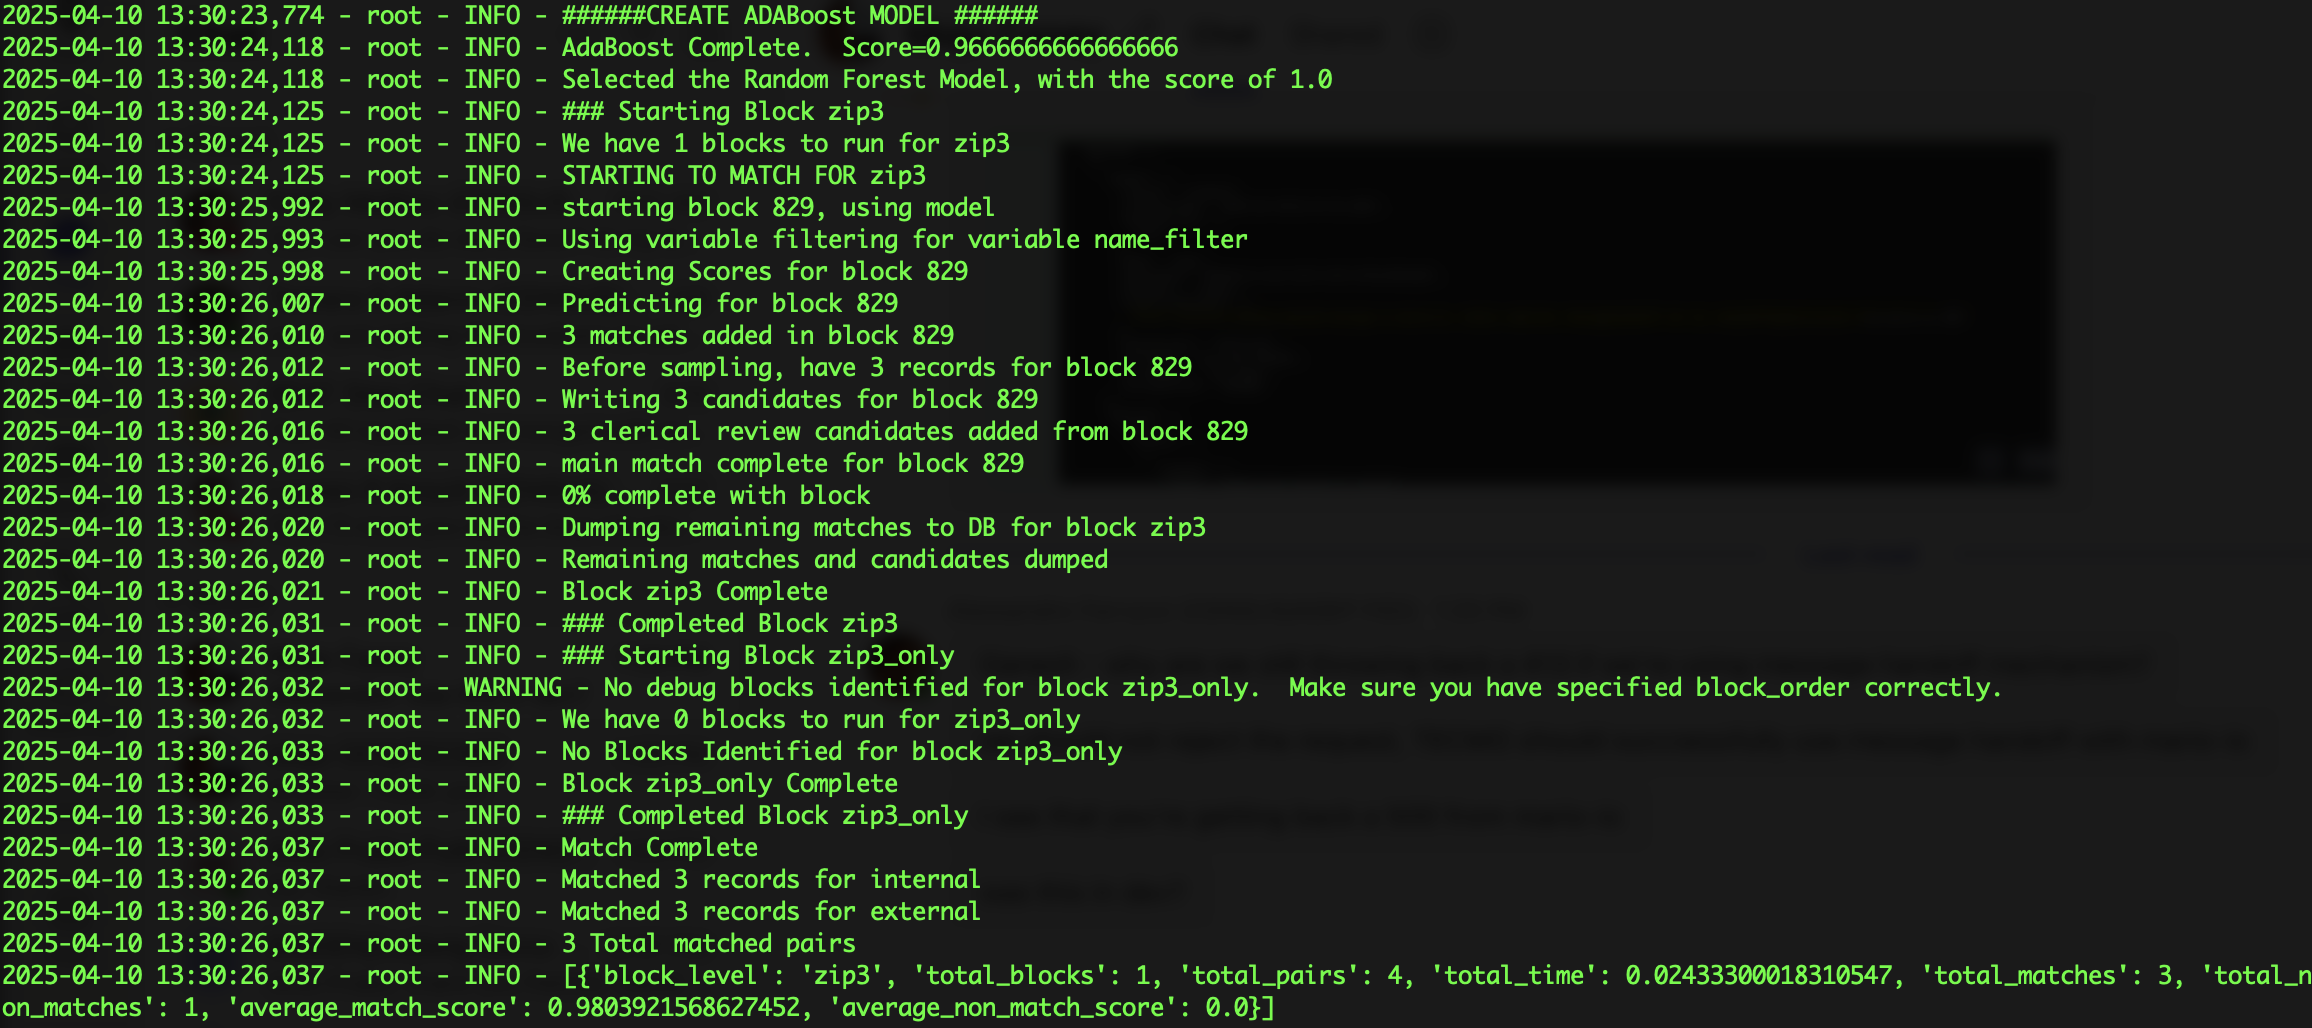 2025-04-10 13:30:23,774 - root - INFO - ######CREATE ADABoost MODEL ######
2025-04-10 13:30:24,118 - root - INFO - AdaBoost Complete.  Score=0.9666666666666666
2025-04-10 13:30:24,118 - root - INFO - Selected the Random Forest Model, with the score of 1.0
2025-04-10 13:30:24,125 - root - INFO - ### Starting Block zip3
2025-04-10 13:30:24,125 - root - INFO - We have 1 blocks to run for zip3
2025-04-10 13:30:24,125 - root - INFO - STARTING TO MATCH FOR zip3
2025-04-10 13:30:25,992 - root - INFO - starting block 829, using model
2025-04-10 13:30:25,993 - root - INFO - Using variable filtering for variable name_filter
2025-04-10 13:30:25,998 - root - INFO - Creating Scores for block 829
2025-04-10 13:30:26,007 - root - INFO - Predicting for block 829
2025-04-10 13:30:26,010 - root - INFO - 3 matches added in block 829
2025-04-10 13:30:26,012 - root - INFO - Before sampling, have 3 records for block 829
2025-04-10 13:30:26,012 - root - INFO - Writing 3 candidates for block 829
2025-04-10 13:30:26,016 - root - INFO - 3 clerical review candidates added from block 829
2025-04-10 13:30:26,016 - root - INFO - main match complete for block 829
2025-04-10 13:30:26,018 - root - INFO - 0% complete with block
2025-04-10 13:30:26,020 - root - INFO - Dumping remaining matches to DB for block zip3
2025-04-10 13:30:26,020 - root - INFO - Remaining matches and candidates dumped
2025-04-10 13:30:26,021 - root - INFO - Block zip3 Complete
2025-04-10 13:30:26,031 - root - INFO - ### Completed Block zip3
2025-04-10 13:30:26,031 - root - INFO - ### Starting Block zip3_only
2025-04-10 13:30:26,032 - root - WARNING - No debug blocks identified for block zip3_only.  Make sure you have specified block_order correctly.
2025-04-10 13:30:26,032 - root - INFO - We have 0 blocks to run for zip3_only
2025-04-10 13:30:26,033 - root - INFO - No Blocks Identified for block zip3_only
2025-04-10 13:30:26,033 - root - INFO - Block zip3_only Complete
2025-04-10 13:30:26,033 - root - INFO - ### Completed Block zip3_only
2025-04-10 13:30:26,037 - root - INFO - Match Complete
2025-04-10 13:30:26,037 - root - INFO - Matched 3 records for internal
2025-04-10 13:30:26,037 - root - INFO - Matched 3 records for external
2025-04-10 13:30:26,037 - root - INFO - 3 Total matched pairs
2025-04-10 13:30:26,037 - root - INFO - [{'block_level': 'zip3', 'total_blocks': 1, 'total_pairs': 4, 'total_time': 0.02433300018310547, 'total_matches': 3, 'total_n
on_matches': 1, 'average_match_score': 0.9803921568627452, 'average_non_match_score': 0.0}]